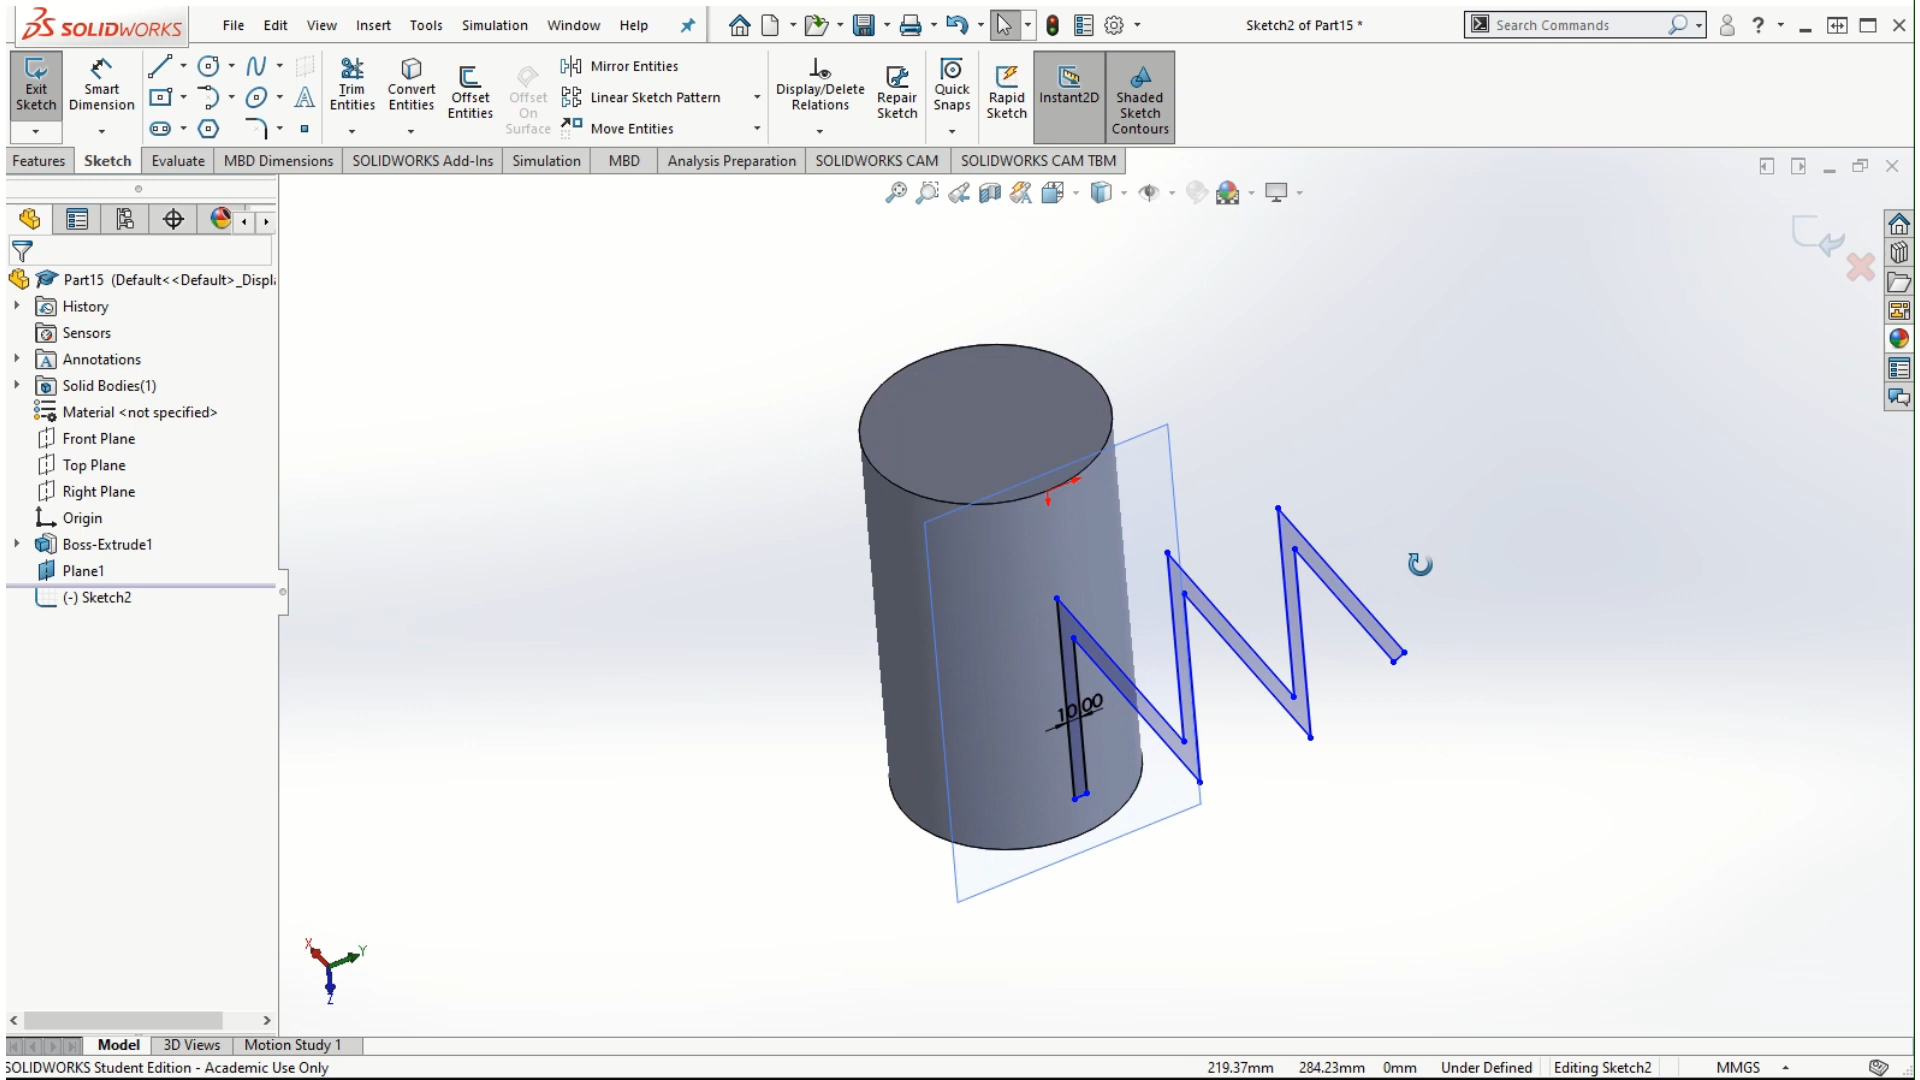 SOLIDWORKS File Edit View Insert Tools Simulation Window Help Sketch2 of Part15 * Search Commands ?
Exit Sketch
Smart Dimension
Trim Entities
Convert Entities
Offset Entities
Offset On Surface
Mirror Entities
Linear Sketch Pattern
Move Entities
Display/Delete Relations
Repair Sketch
Quick Snaps
Rapid Sketch
Instant2D
Shaded Sketch Contours
Features Sketch Evaluate MBD Dimensions SOLIDWORKS Add-Ins Simulation MBD Analysis Preparation SOLIDWORKS CAM SOLIDWORKS CAM TBM
Part15 (Default<<Default>_Displ
History
Sensors
Annotations
Solid Bodies(1)
Material <not specified>
Front Plane
Top Plane
Right Plane
Origin
Boss-Extrude1
Plane1
(-) Sketch2
10.00
X
Y
Z
Model 3D Views Motion Study 1
SOLIDWORKS Student Edition - Academic Use Only 219.37mm 284.23mm 0mm Under Defined Editing Sketch2 MMGS